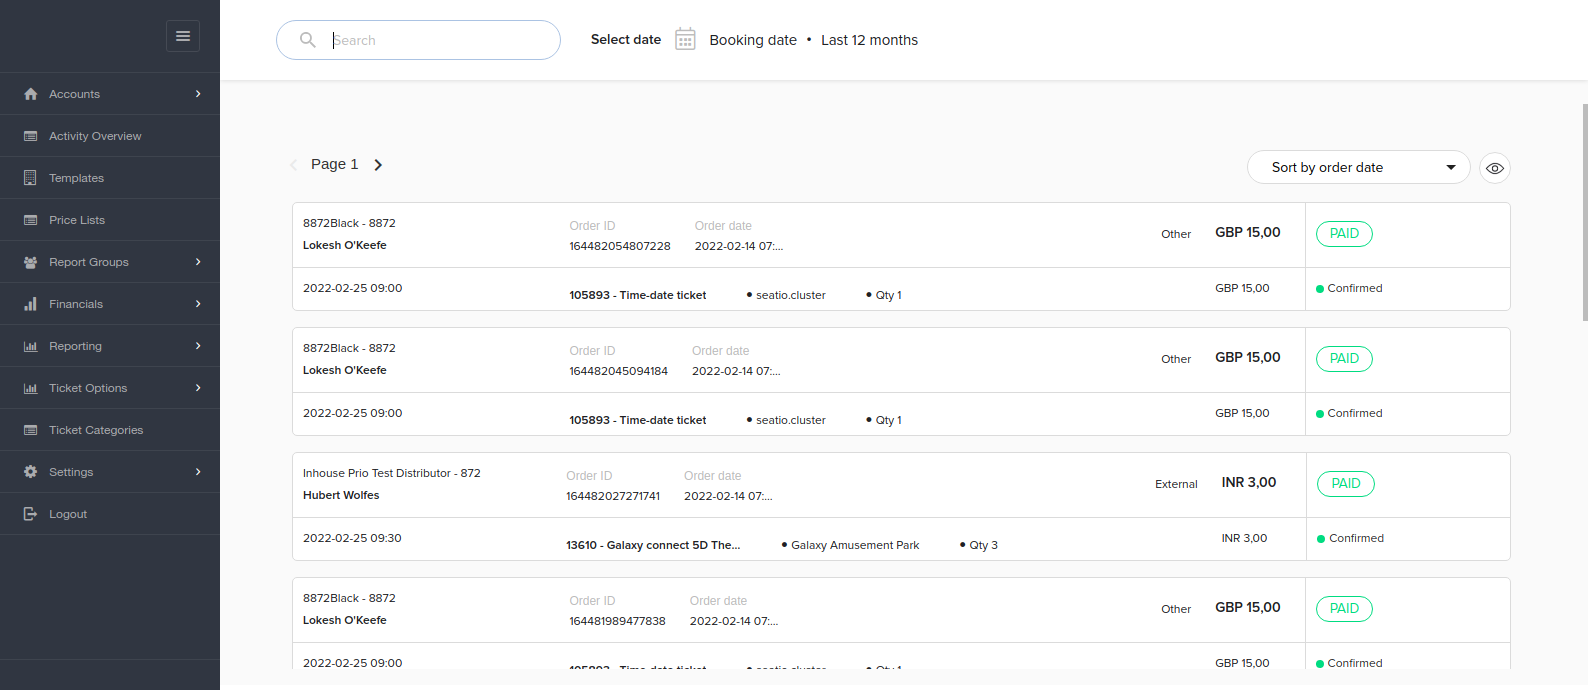 Search
Select date Booking date • Last 12 months
Accounts
Activity Overview
Templates
Price Lists
Report Groups
Financials
Reporting
Ticket Options
Ticket Categories
Settings
Logout
Page 1 Sort by order date
8872Black - 8872 Order ID Order date Other GBP 15,00 PAID
Lokesh O'Keefe 164482054807228 2022-02-14 07:...
2022-02-25 09:00 105893 - Time-date ticket • seatio.cluster • Qty 1 GBP 15,00 Confirmed
8872Black - 8872 Order ID Order date Other GBP 15,00 PAID
Lokesh O'Keefe 164482045094184 2022-02-14 07:...
2022-02-25 09:00 105893 - Time-date ticket • seatio.cluster • Qty 1 GBP 15,00 Confirmed
Inhouse Prio Test Distributor - 872 Order ID Order date External INR 3,00 PAID
Hubert Wolfes 164482027271741 2022-02-14 07:...
2022-02-25 09:30 13610 - Galaxy connect 5D The... • Galaxy Amusement Park • Qty 3 INR 3,00 Confirmed
8872Black - 8872 Order ID Order date Other GBP 15,00 PAID
Lokesh O'Keefe 164481989477838 2022-02-14 07:...
2022-02-25 09:00 105893 - Time-date ticket • seatio.cluster • Qty 1 GBP 15,00 Confirmed